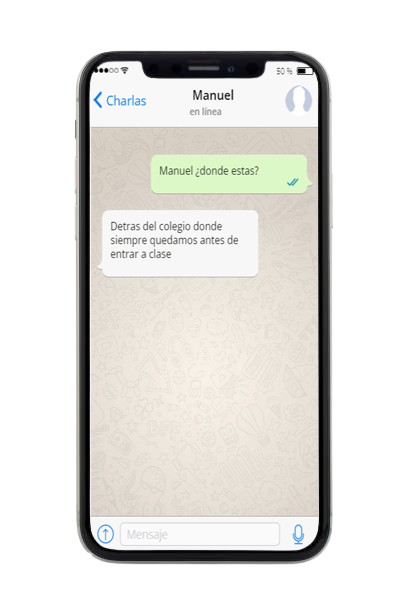 50 %
Charlas
Manuel
en línea
Manuel ¿donde estas?
Detras del colegio donde
siempre quedamos antes de
entrar a clase
Mensaje